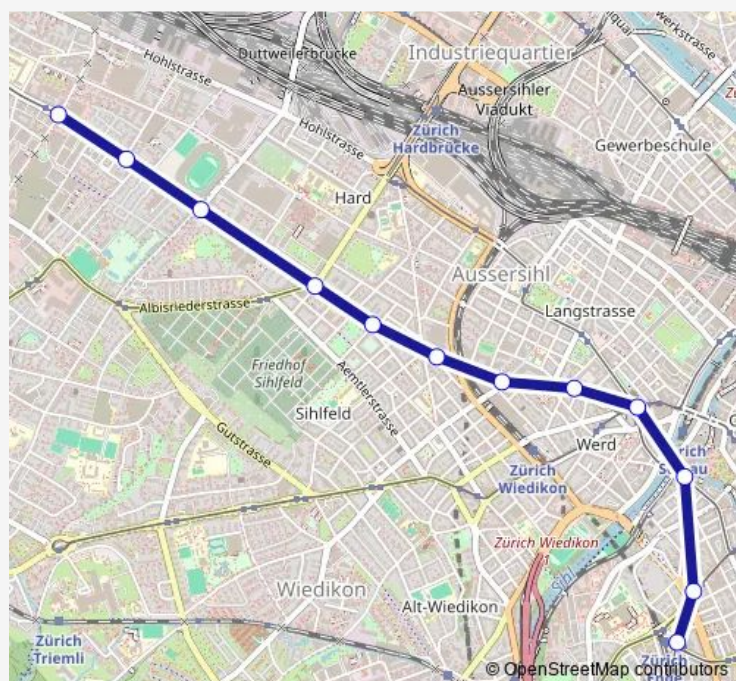 Hohlstrasse
Duttweilerbrücke
Industriequartier
Aussersihler
Viadukt
Zürich
Hardbrücke
Hohlstrasse
Gewerbeschule
Hard
Aussersihl
Albisriederstrasse
Langstrasse
Friedhof
Sihlfeld
Aemtlerstrasse
Sihlfeld
Gutstrasse
Werd
Zürich
Wiedikon
Zürich Wiedikon
Sihl
Wiedikon
Alt-Wiedikon
Zürich
Triemli
© OpenStreetMap contributors